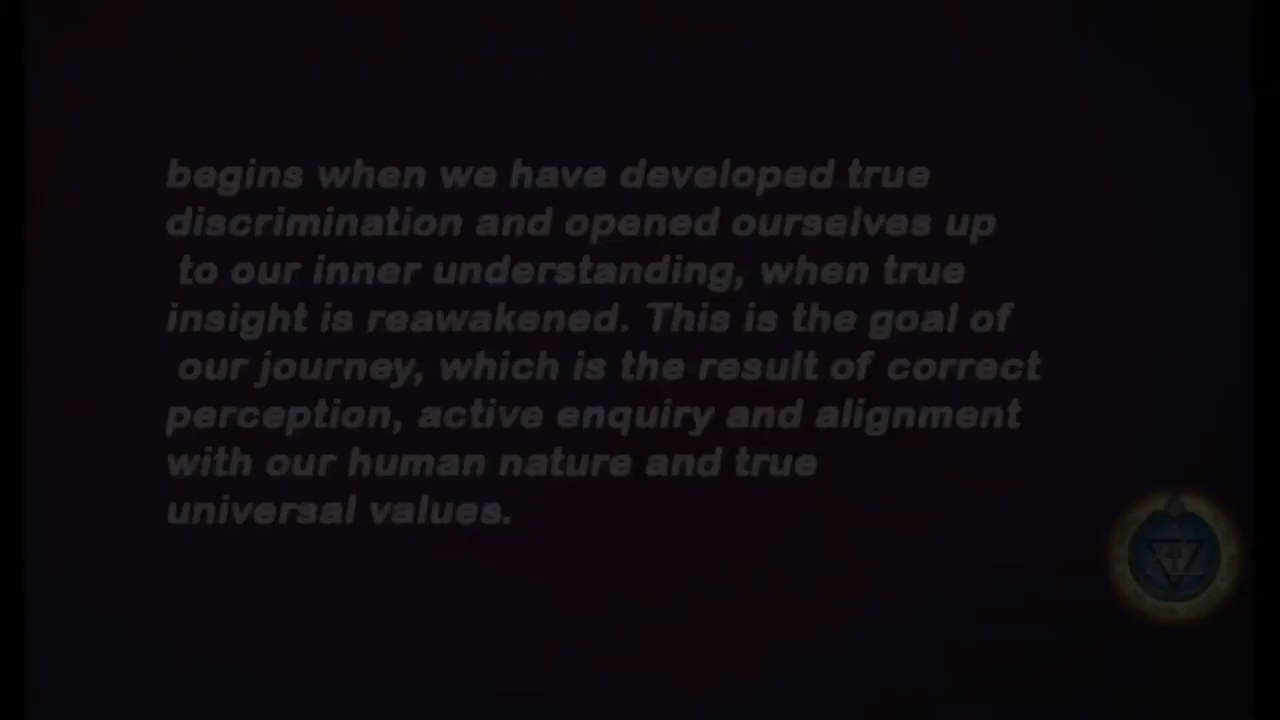 begins when we have developed true
discrimination and opened ourselves up
to our inner understanding, when true
insight is reawakened. This is the goal of
our journey, which is the result of correct
perception, active enquiry and alignment
with our human nature and true
universal values.